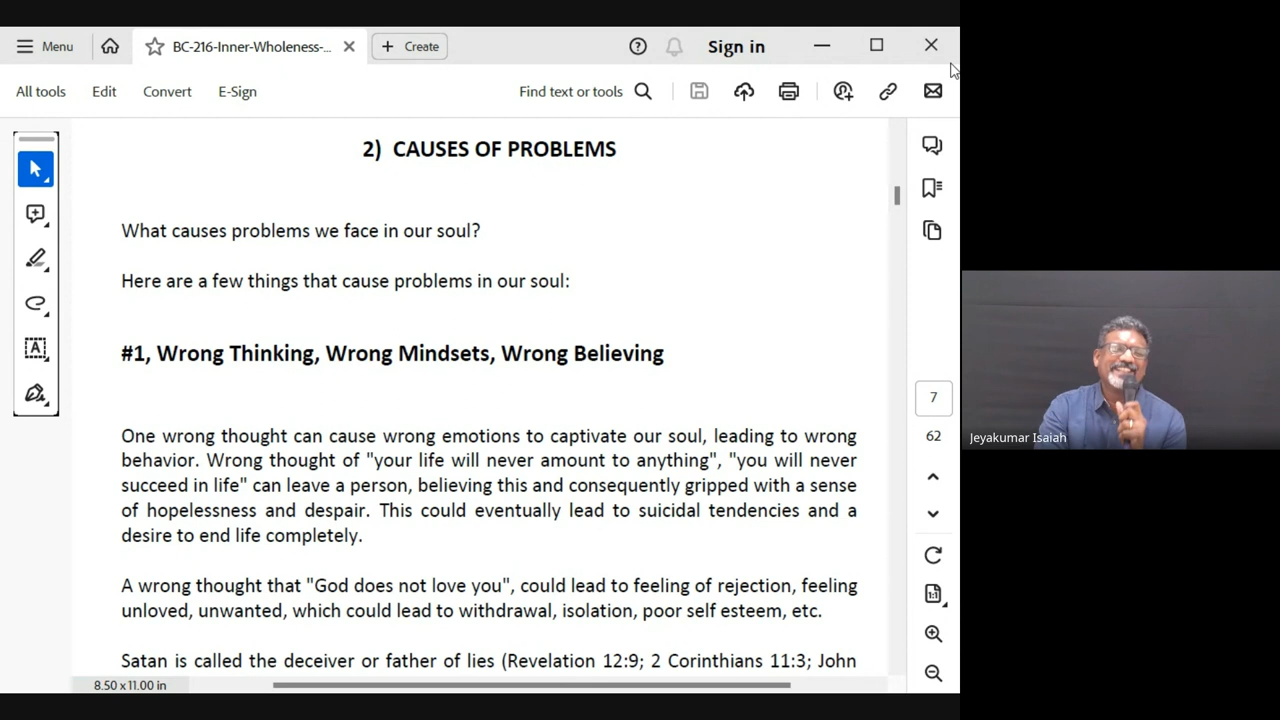 Menu
BC-216-Inner-Wholeness-...
Create
Sign in
All tools
Edit
Convert
E-Sign
Find text or tools
2) CAUSES OF PROBLEMS
What causes problems we face in our soul?
Here are a few things that cause problems in our soul:
#1, Wrong Thinking, Wrong Mindsets, Wrong Believing
One wrong thought can cause wrong emotions to captivate our soul, leading to wrong
behavior. Wrong thought of "your life will never amount to anything", "you will never
succeed in life" can leave a person, believing this and consequently gripped with a sense
of hopelessness and despair. This could eventually lead to suicidal tendencies and a
desire to end life completely.
A wrong thought that "God does not love you", could lead to feeling of rejection, feeling
unloved, unwanted, which could lead to withdrawal, isolation, poor self esteem, etc.
Satan is called the deceiver or father of lies (Revelation 12:9; 2 Corinthians 11:3; John
8.50 x 11.00 in
7
62
1:1
Jeyakumar Isaiah